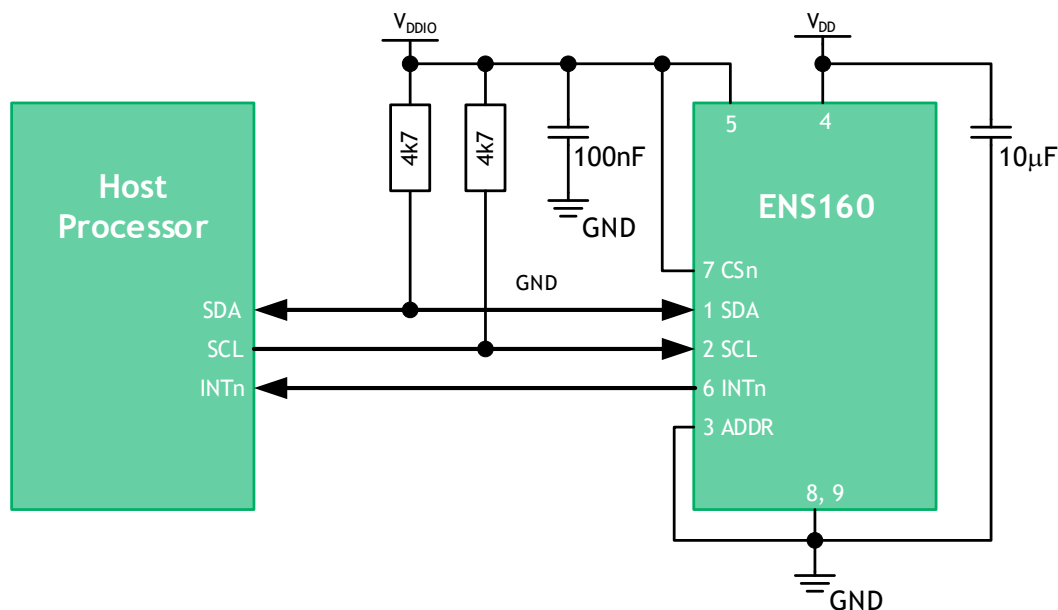 VDDIO
VDD
5
4
4k7
4k7
100nF
10μF
Host
Processor
ENS160
GND
7 CSn
GND
SDA
1 SDA
SCL
2 SCL
INTn
6 INTn
3 ADDR
8, 9
GND